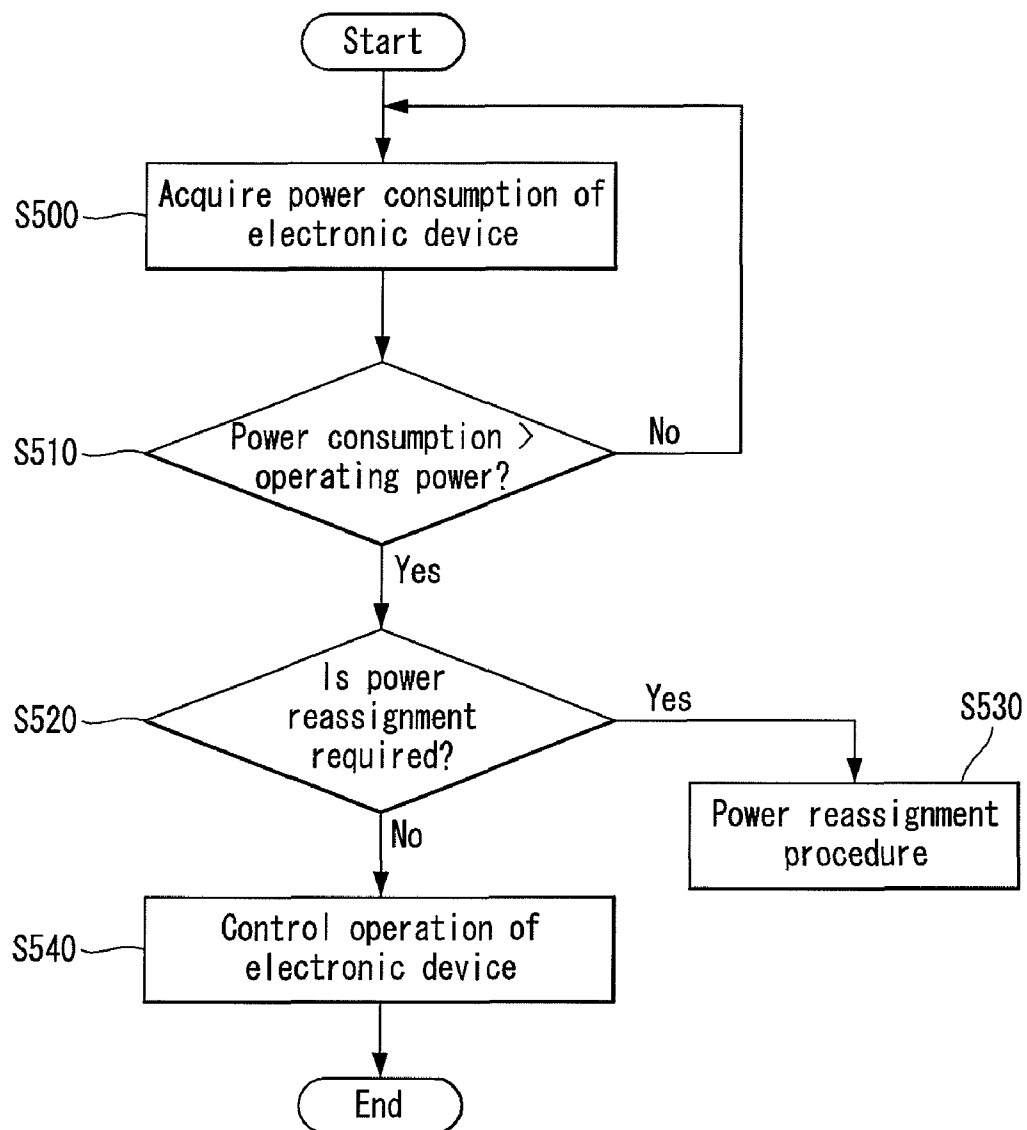 Start
S500
Acquire power consumption of
electronic device
S510
Power consumption >
operating power?
No
Yes
S520
Is power
reassignment
required?
Yes
S530
Power reassignment
procedure
No
S540
Control operation of
electronic device
End